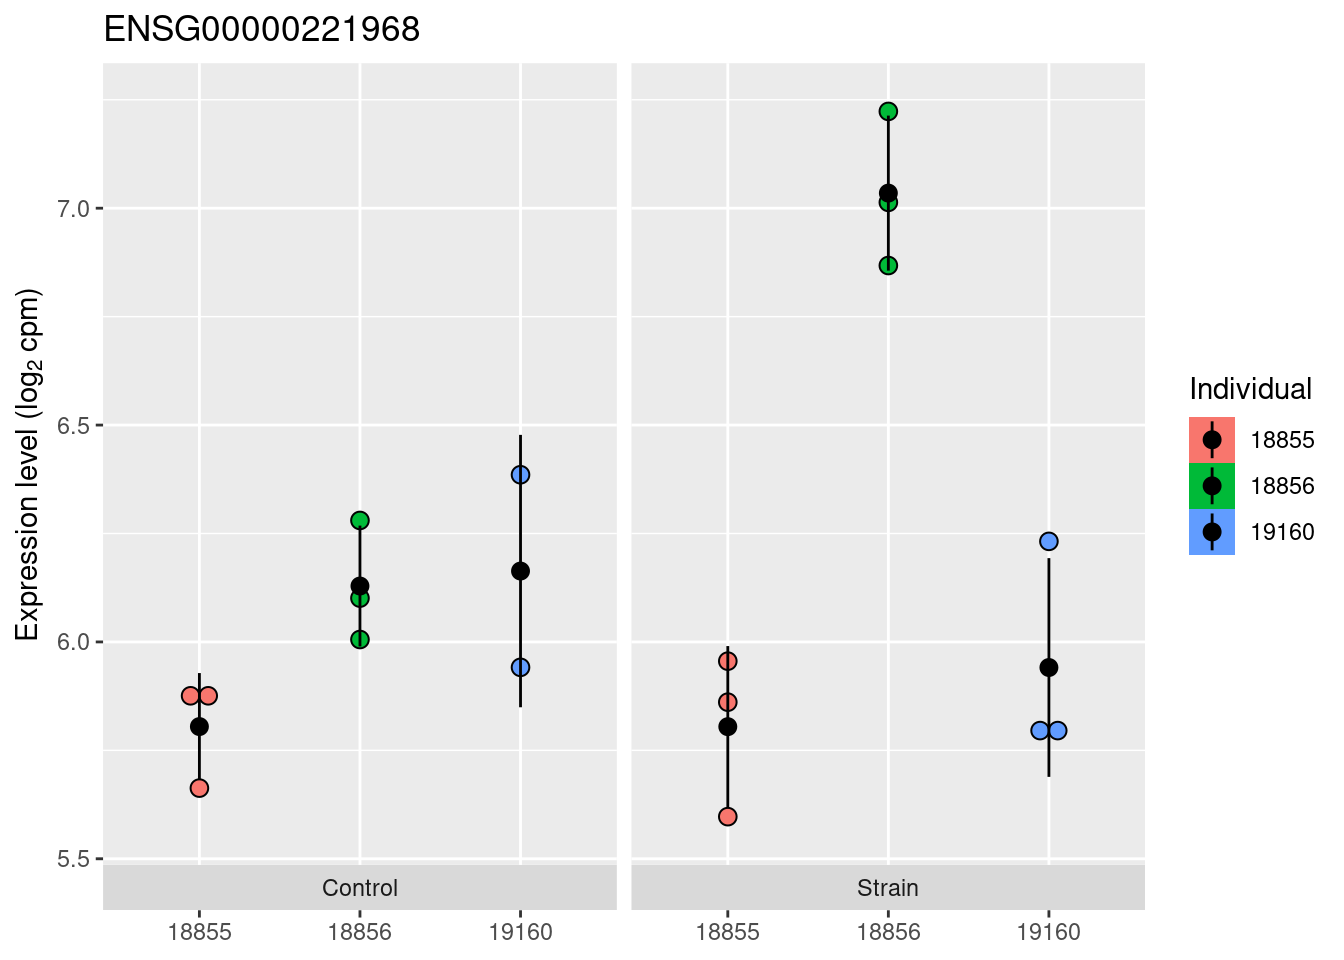 ENSG00000221968
Expression level (log₂ cpm)
7.0
6.5
6.0
5.5
Control
Strain
18855
18856
19160
18855
18856
19160
Individual
18855
18856
19160